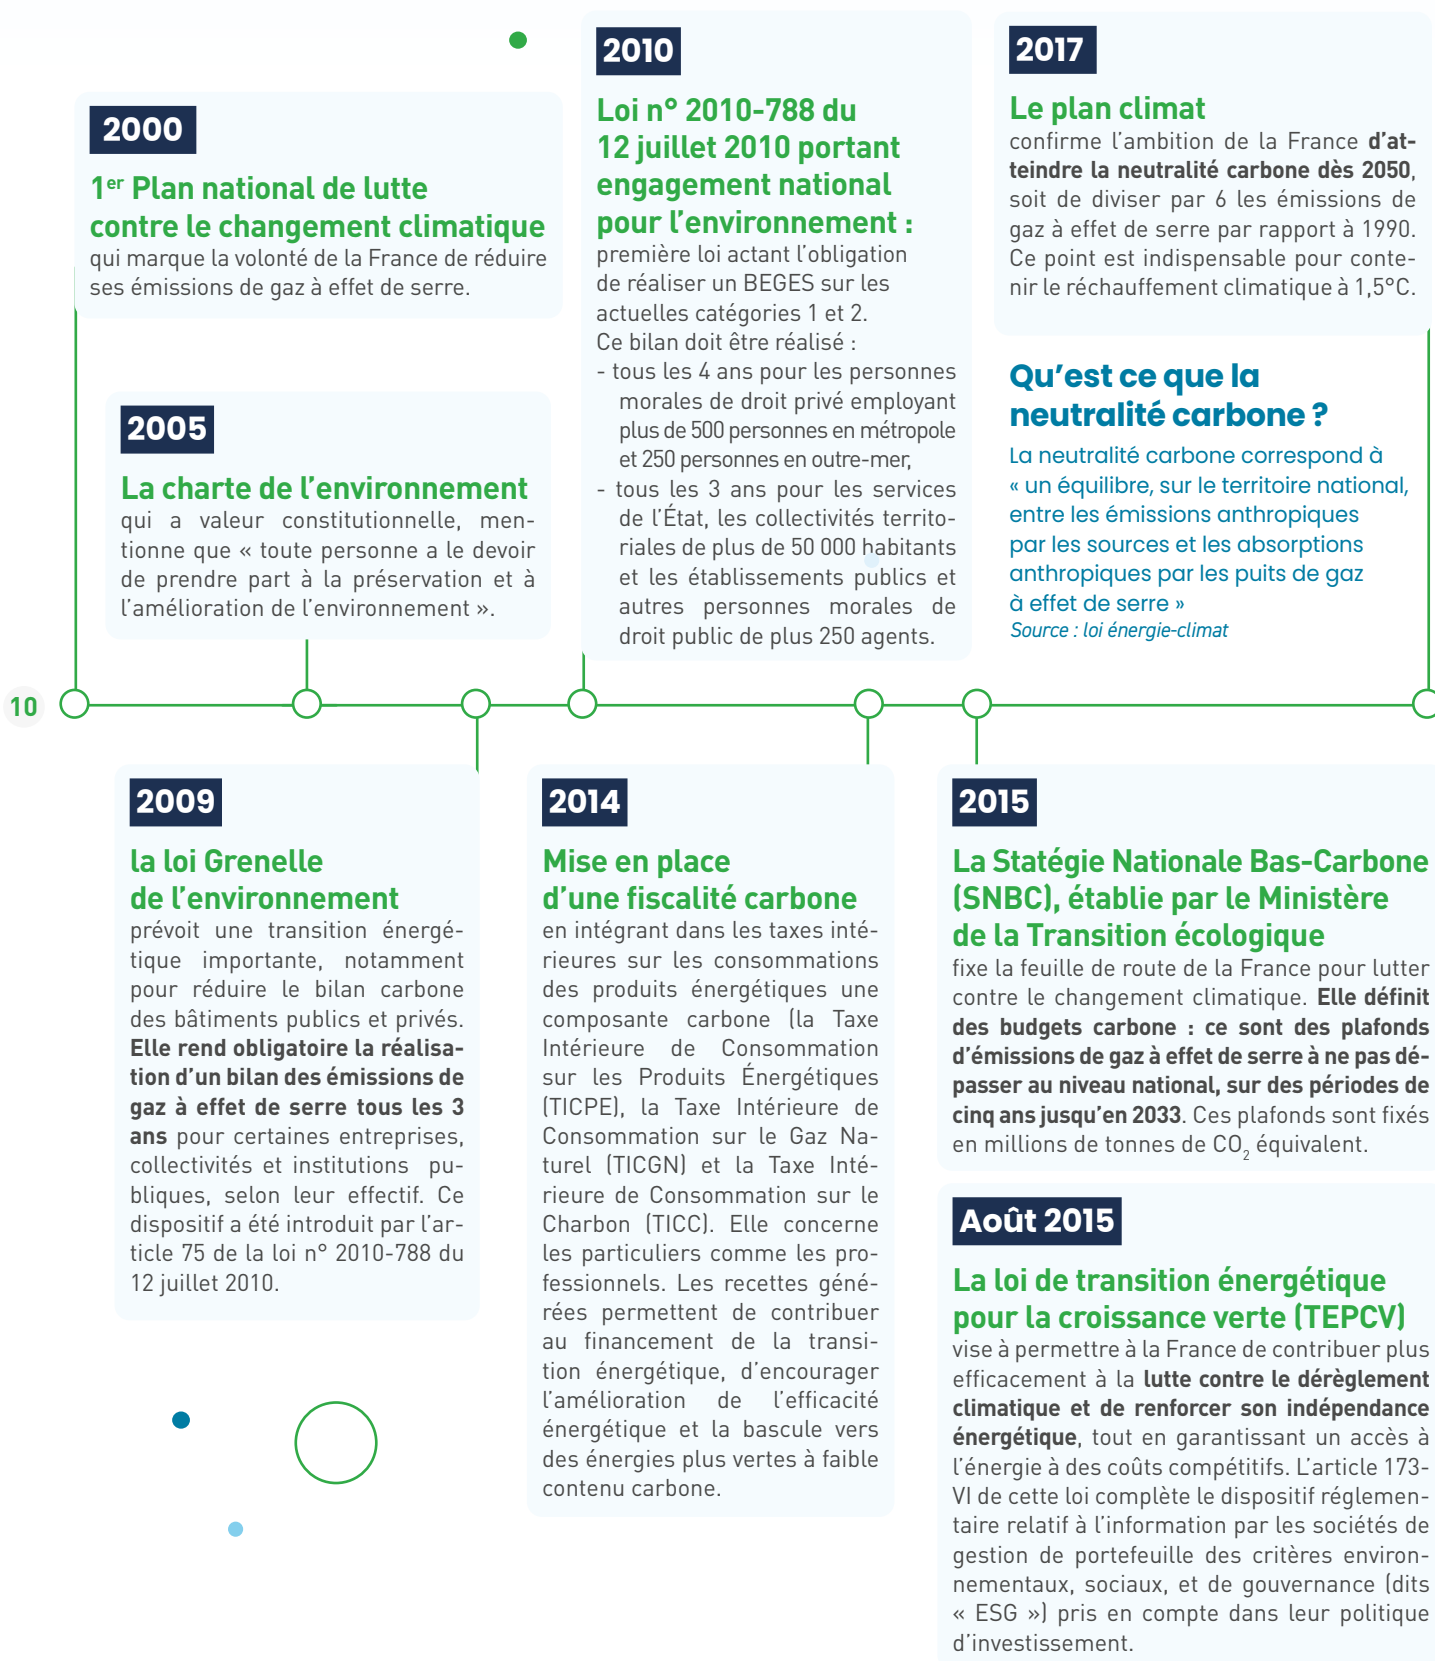 2000
1er Plan national de lutte
contre le changement climatique
qui marque la volonté de la France de réduire
ses émissions de gaz à effet de serre.
2005
La charte de l’environnement
qui a valeur constitutionnelle, men-
tionne que « toute personne a le devoir
de prendre part à la préservation et à
l’amélioration de l’environnement ».
2010
Loi n° 2010-788 du
12 juillet 2010 portant
engagement national
pour l’environnement :
première loi actant l’obligation
de réaliser un BEGES sur les
actuelles catégories 1 et 2.
Ce bilan doit être réalisé :
- tous les 4 ans pour les personnes
morales de droit privé employant
plus de 500 personnes en métropole
et 250 personnes en outre-mer,
- tous les 3 ans pour les services
de l’État, les collectivités territo-
riales de plus de 50 000 habitants
et les établissements publics et
autres personnes morales de
droit public de plus 250 agents.
2017
Le plan climat
confirme l’ambition de la France d’at-
teindre la neutralité carbone dès 2050,
soit de diviser par 6 les émissions de
gaz à effet de serre par rapport à 1990.
Ce point est indispensable pour conte-
nir le réchauffement climatique à 1,5°C.
Qu’est ce que la
neutralité carbone ?
La neutralité carbone correspond à
« un équilibre, sur le territoire national,
entre les émissions anthropiques
par les sources et les absorptions
anthropiques par les puits de gaz
à effet de serre »
Source : loi énergie-climat
10
2009
la loi Grenelle
de l’environnement
prévoit une transition énergé-
tique importante, notamment
pour réduire le bilan carbone
des bâtiments publics et privés.
Elle rend obligatoire la réalisa-
tion d’un bilan des émissions de
gaz à effet de serre tous les 3
ans pour certaines entreprises,
collectivités et institutions pu-
bliques, selon leur effectif. Ce
dispositif a été introduit par l’ar-
ticle 75 de la loi n° 2010-788 du
12 juillet 2010.
2014
Mise en place
d’une fiscalité carbone
en intégrant dans les taxes inté-
rieures sur les consommations
des produits énergétiques une
composante carbone (la Taxe
Intérieure de Consommation
sur les Produits Énergétiques
(TICPE), la Taxe Intérieure de
Consommation sur le Gaz Na-
turel (TICGN) et la Taxe Inté-
rieure de Consommation sur le
Charbon (TICC). Elle concerne
les particuliers comme les pro-
fessionnels. Les recettes géné-
rées permettent de contribuer
au financement de la transi-
tion énergétique, d’encourager
l’amélioration de l’efficacité
énergétique et la bascule vers
des énergies plus vertes à faible
contenu carbone.
2015
La Statégie Nationale Bas-Carbone
(SNBC), établie par le Ministère
de la Transition écologique
fixe la feuille de route de la France pour lutter
contre le changement climatique. Elle définit
des budgets carbone : ce sont des plafonds
d’émissions de gaz à effet de serre à ne pas dé-
passer au niveau national, sur des périodes de
cinq ans jusqu’en 2033. Ces plafonds sont fixés
en millions de tonnes de CO2 équivalent.
Août 2015
La loi de transition énergétique
pour la croissance verte (TEPCV)
vise à permettre à la France de contribuer plus
efficacement à la lutte contre le dérèglement
climatique et de renforcer son indépendance
énergétique, tout en garantissant un accès à
l’énergie à des coûts compétitifs. L’article 173-
VI de cette loi complète le dispositif réglemen-
taire relatif à l’information par les sociétés de
gestion de portefeuille des critères environ-
nementaux, sociaux, et de gouvernance (dits
« ESG ») pris en compte dans leur politique
d’investissement.